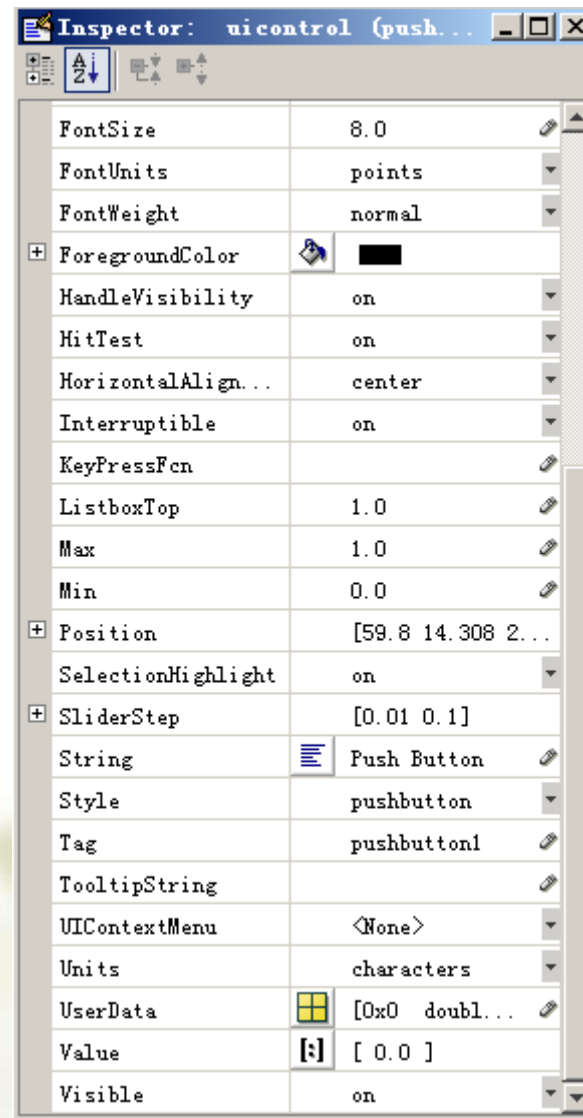 Inspector: uicontrol (push...
FontSize 8.0
FontUnits points
FontWeight normal
ForegroundColor
HandleVisibility on
HitTest on
HorizontalAlign... center
Interruptible on
KeyPressFcn
ListboxTop 1.0
Max 1.0
Min 0.0
Position [59.8 14.308 2...
SelectionHighlight on
SliderStep [0.01 0.1]
String Push Button
Style pushbutton
Tag pushbutton1
TooltipString
UIContextMenu <None>
Units characters
UserData [0x0 doubl...
Value [ 0.0 ]
Visible on